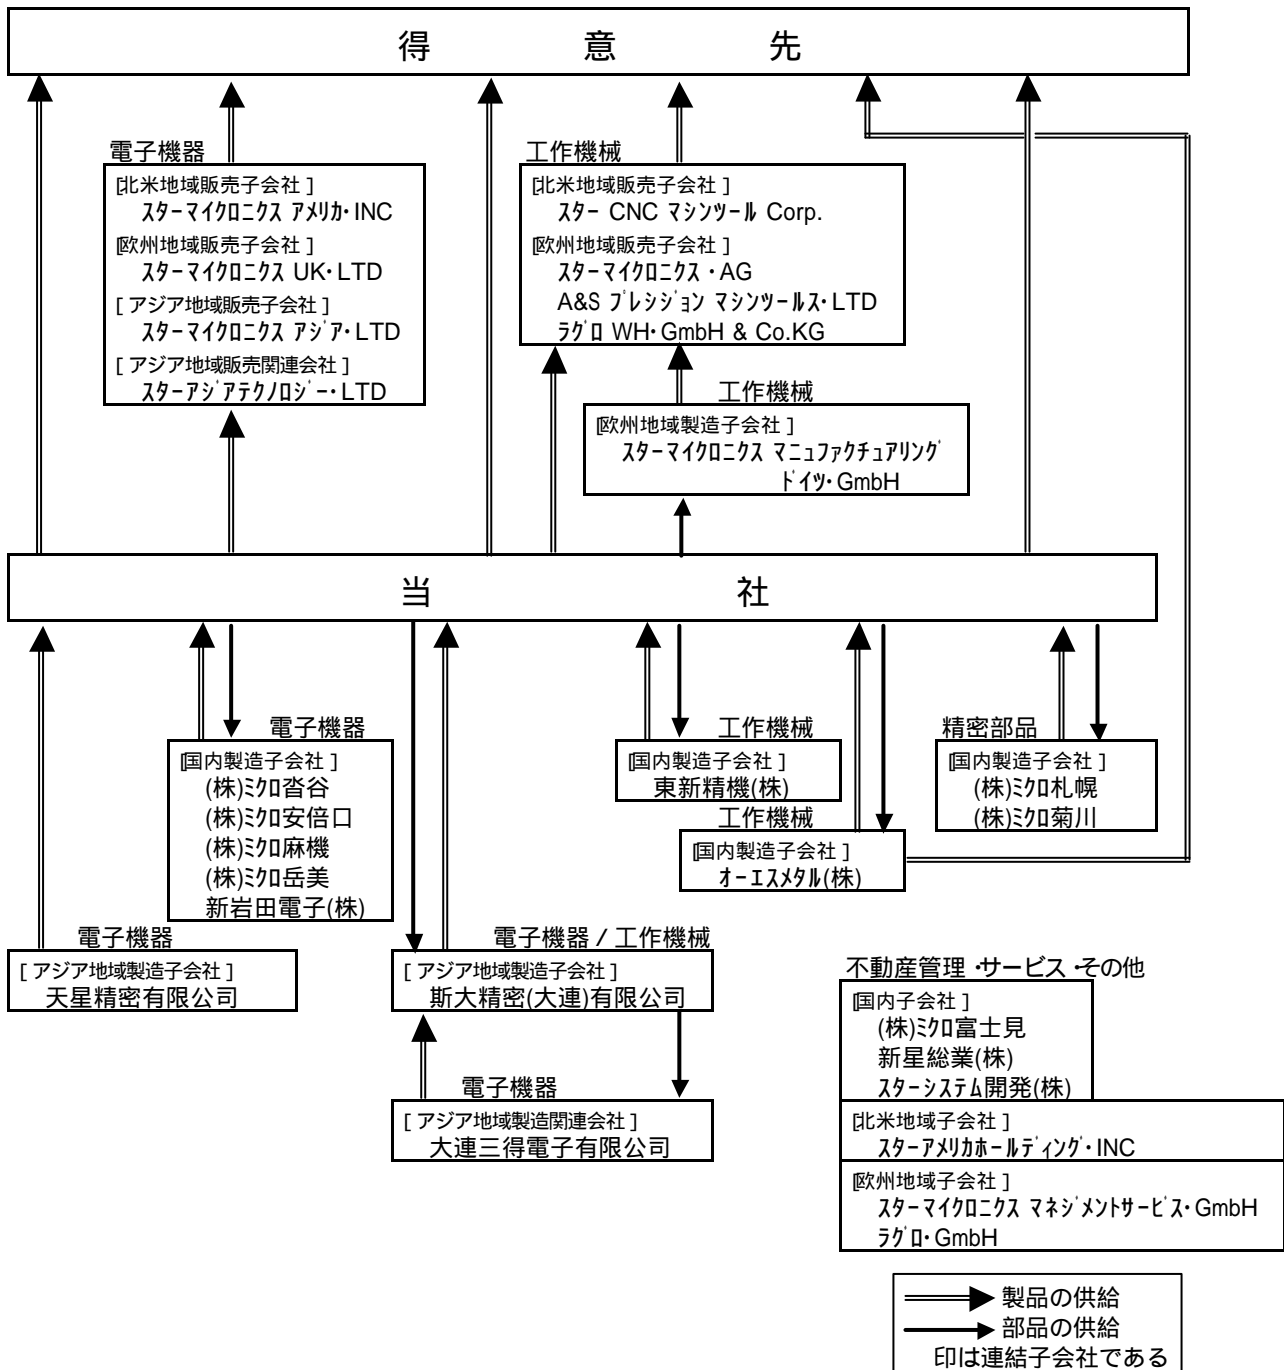 得意先
電子機器
[北米地域販売子会社]
スターマイクロニクス アメリカ・INC
[欧州地域販売子会社]
スターマイクロニクス UK・LTD
[アジア地域販売子会社]
スターマイクロニクス アジア・LTD
[アジア地域販売関連会社]
スターアジアテクノロジー・LTD
工作機械
[北米地域販売子会社]
スター CNC マシンツール Corp.
[欧州地域販売子会社]
スターマイクロニクス・AG
A&S プレシジョン マシンツールス・LTD
ラグロ WH・GmbH & Co.KG
工作機械
[欧州地域製造子会社]
スターマイクロニクス マニュファクチュアリング
ドイツ・GmbH
当社
電子機器
[国内製造子会社]
(株)ミクロ沓谷
(株)ミクロ安倍口
(株)ミクロ麻機
(株)ミクロ岳美
新岩田電子(株)
工作機械
[国内製造子会社]
東新精機(株)
工作機械
[国内製造子会社]
オーエスメタル(株)
精密部品
[国内製造子会社]
(株)ミクロ札幌
(株)ミクロ菊川
電子機器
[アジア地域製造子会社]
天星精密有限公司
電子機器/工作機械
[アジア地域製造子会社]
斯大精密(大連)有限公司
電子機器
[アジア地域製造関連会社]
大連三得電子有限公司
不動産管理・サービス・その他
[国内子会社]
(株)ミクロ富士見
新星総業(株)
スターシステム開発(株)
[北米地域子会社]
スターアメリカホールディング・INC
[欧州地域子会社]
スターマイクロニクス マネジメントサービス・GmbH
ラグロ・GmbH
製品の供給
部品の供給
印は連結子会社である